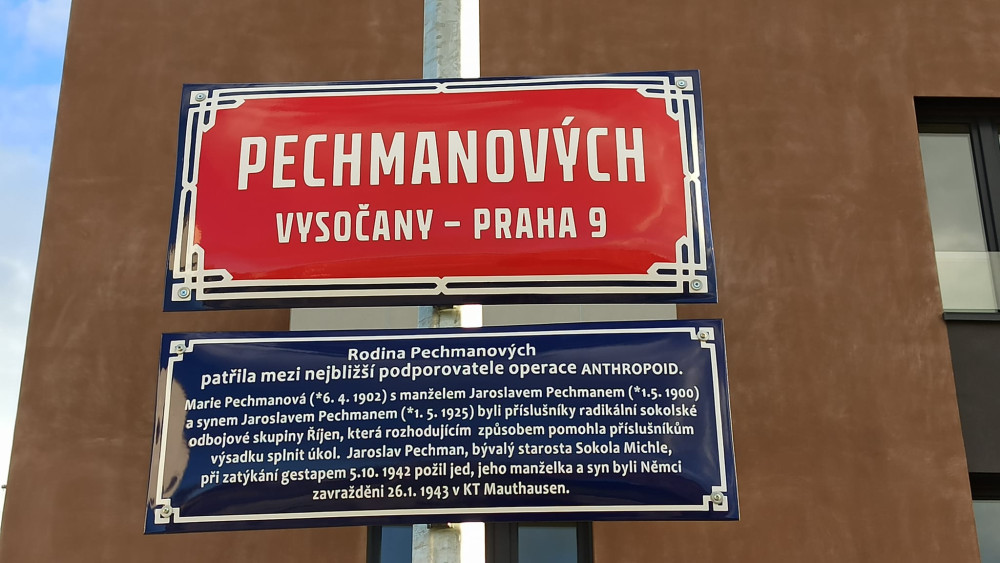 PECHMANOVÝCH
VYSOČANY – PRAHA 9
Rodina Pechmanových
patřila mezi nejbližší podporovatele operace ANTHROPOID.
Marie Pechmanová (*6. 4. 1902) s manželem Jaroslavem Pechmanem (*1.5. 1900)
a synem Jaroslavem Pechmanem (*1. 5. 1925) byli příslušníky radikální sokolské
odbojové skupiny Říjen, která rozhodujícím způsobem pomohla příslušníkům
výsadku splnit úkol. Jaroslav Pechman, bývalý starosta Sokola Michle,
při zatýkání gestapem 5.10. 1942 požil jed, jeho manželka a syn byli Němci
zavražděni 26.1. 1943 v KT Mauthausen.